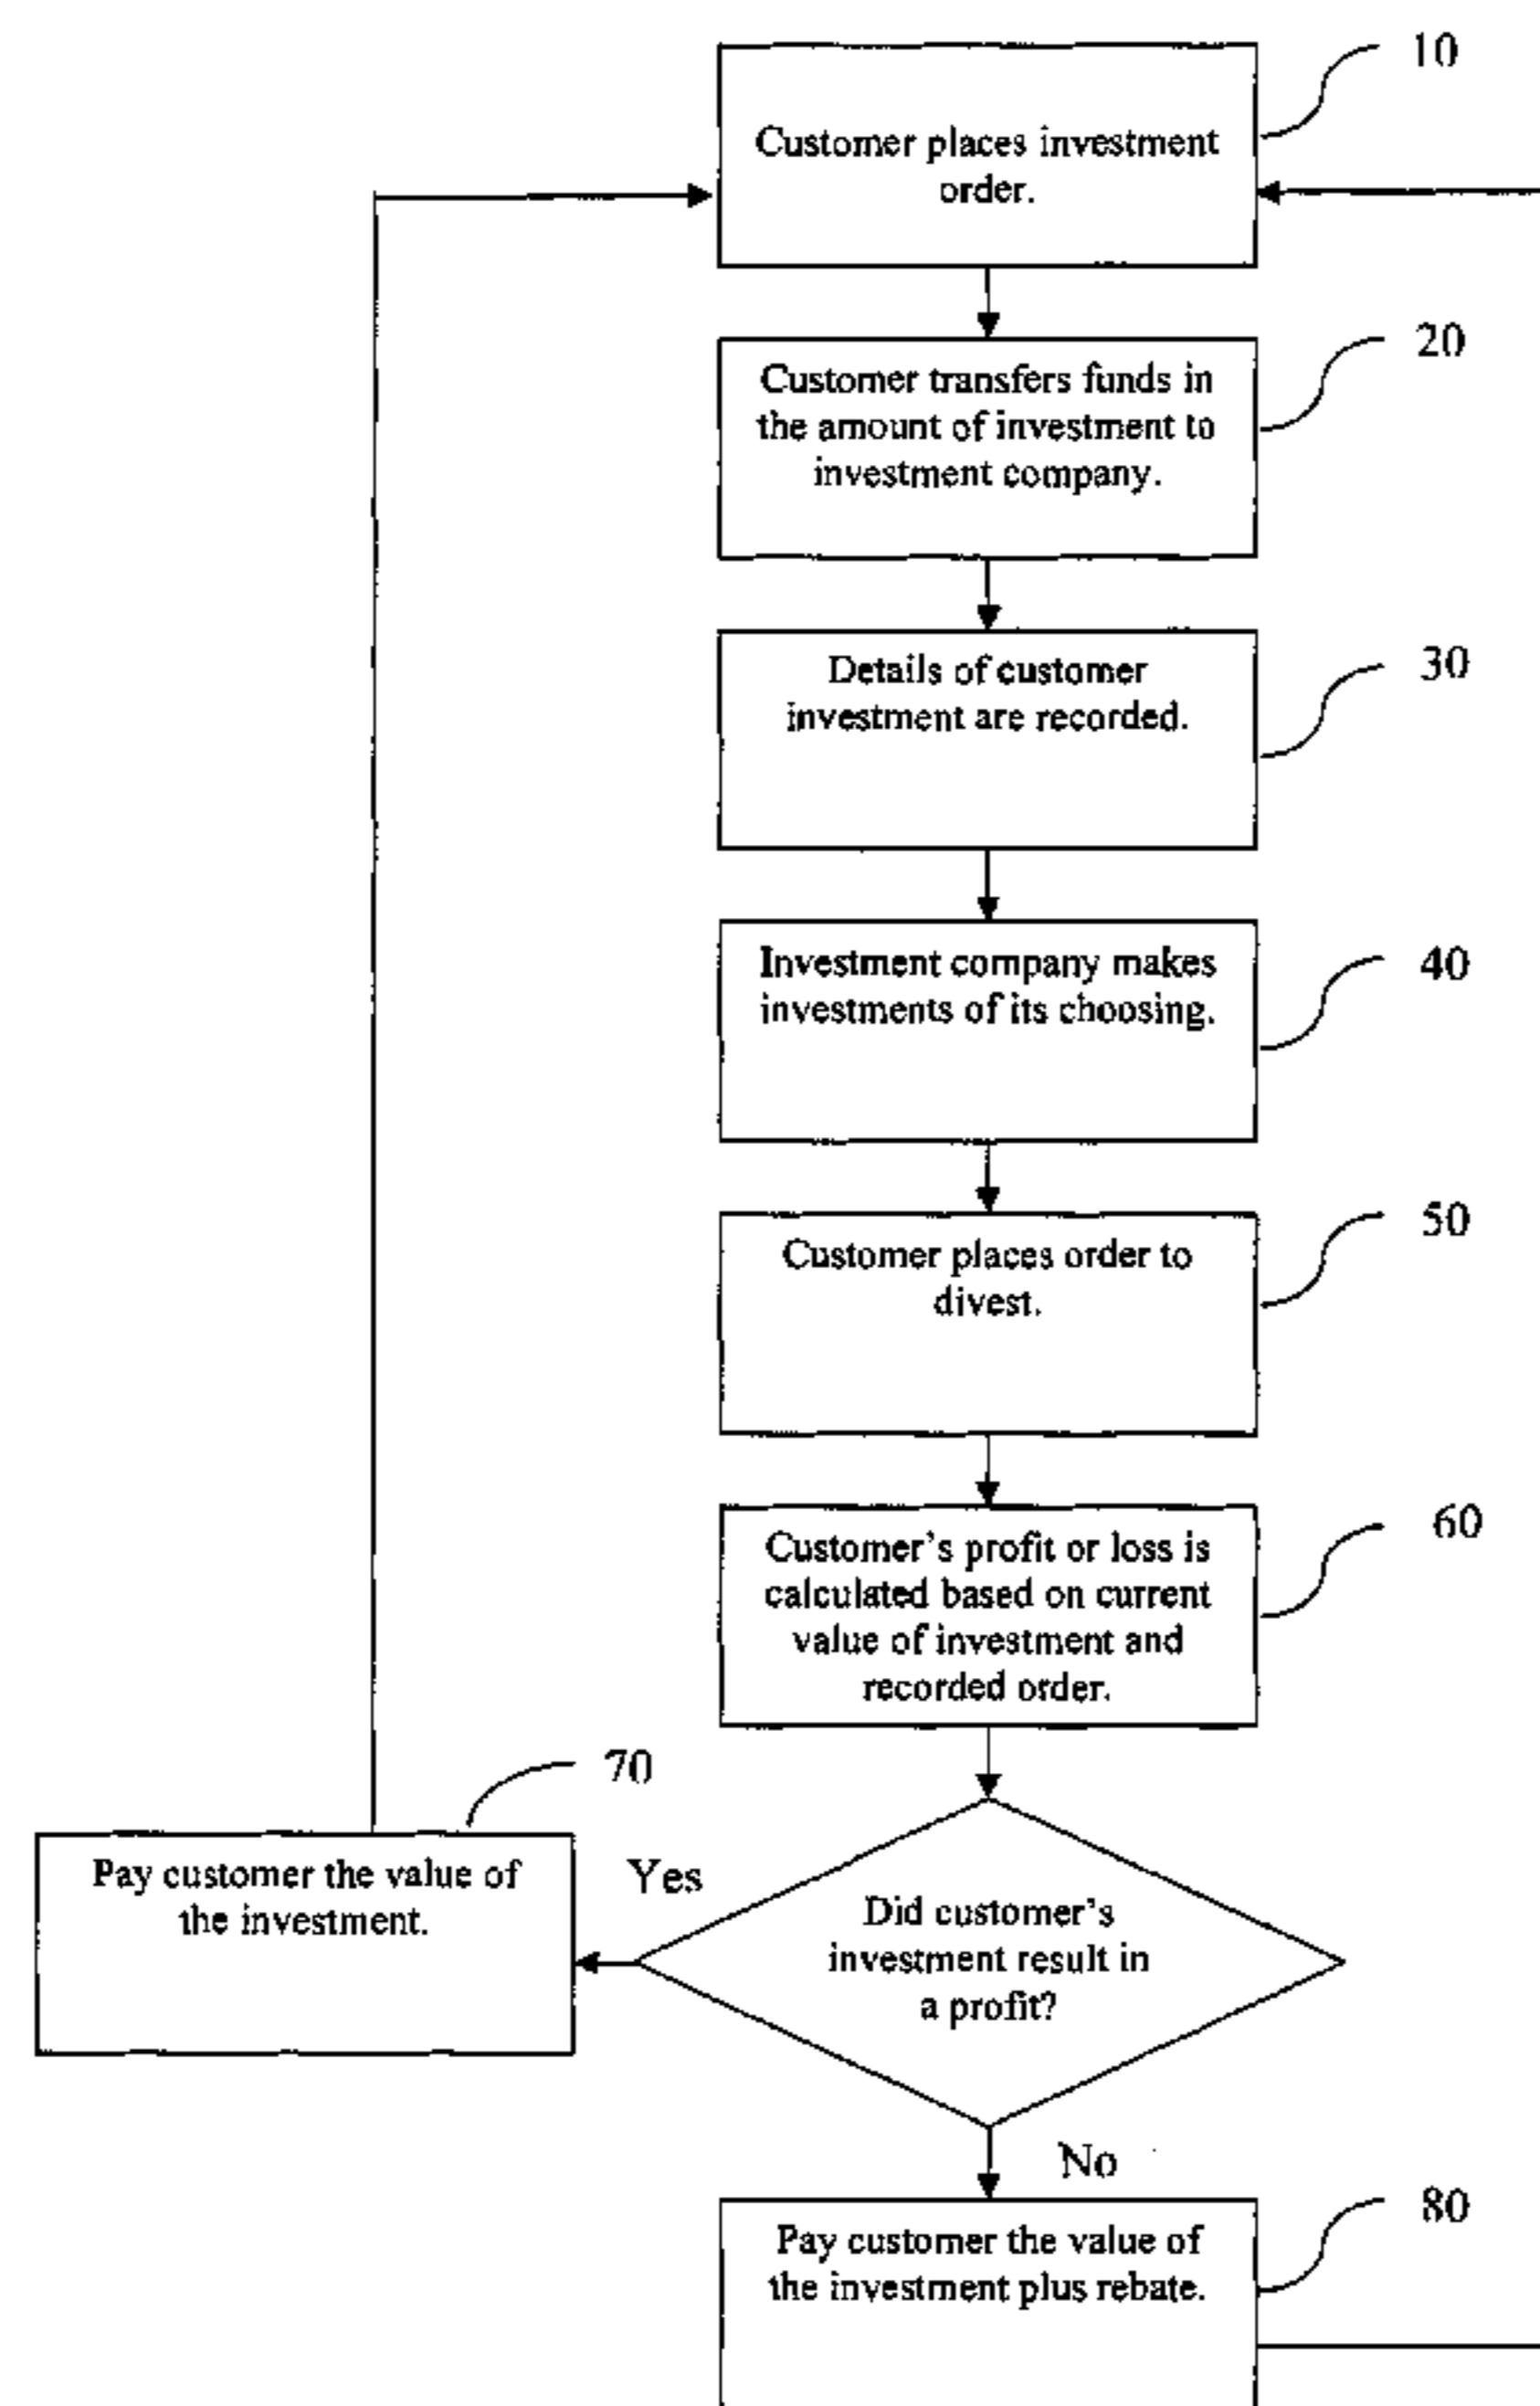 10
Customer places investment
order.
20
Customer transfers funds in
the amount of investment to
investment company.
30
Details of customer
investment are recorded.
40
Investment company makes
investments of its choosing.
50
Customer places order to
divest.
60
Customer's profit or loss is
calculated based on current
value of investment and
recorded order.
70
Pay customer the value of
the investment.
Yes
Did customer's
investment result in
a profit?
No
80
Pay customer the value of
the investment plus rebate.